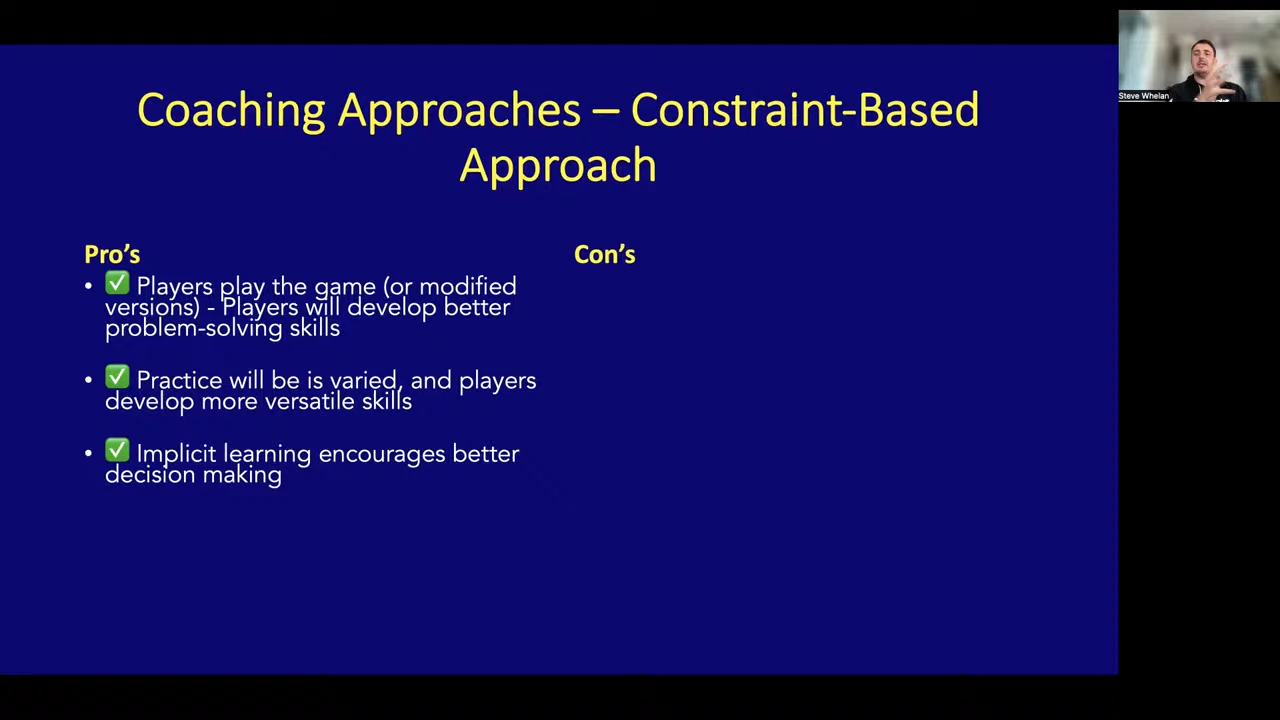 Coaching Approaches – Constraint-Based
Approach
Pro’s
• ✅ Players play the game (or modified
versions) - Players will develop better
problem-solving skills
• ✅ Practice will be is varied, and players
develop more versatile skills
• ✅ Implicit learning encourages better
decision making
Con’s
Steve Whelan